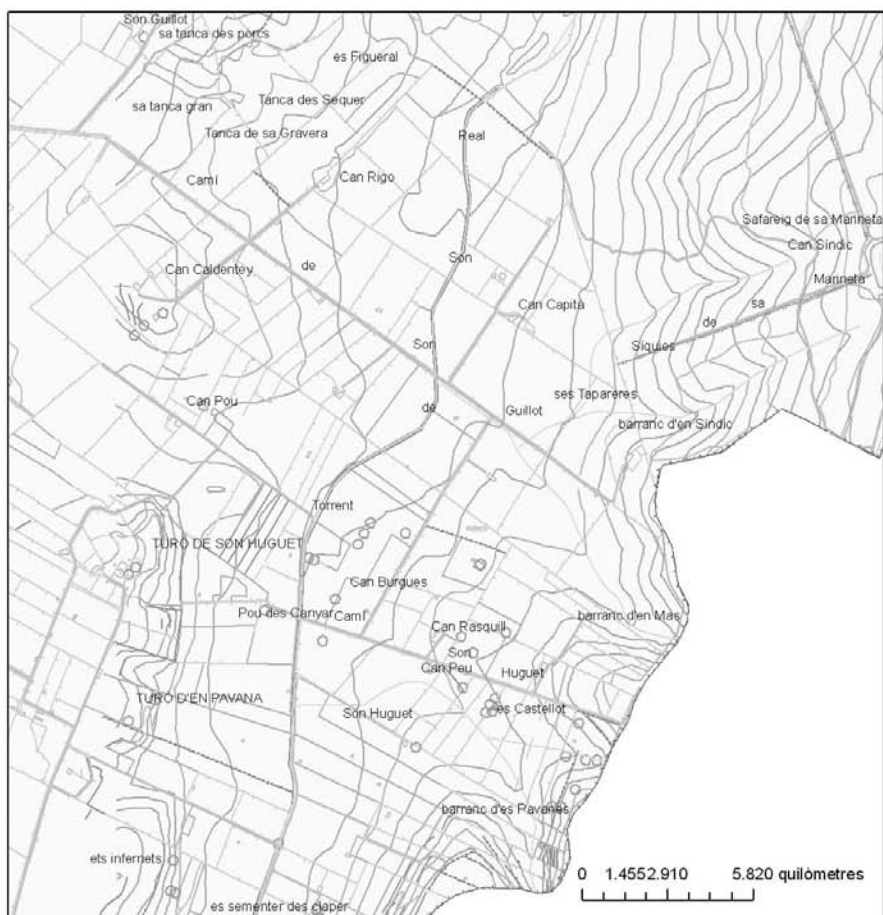 Son Guillot
sa tanca des porcs
es Figueral
sa tanca gran
Tanca des Sequer
Tanca de sa Gravera
Real
Camí
Can Rigo
Safareig de sa Manneta
Can Síndic
Son
Can Caldentey
de
Manneta
Can Capità
sa
de
Son
Síquies
Can Pou
ses Tapareres
de
Guillot
barranc d'en Síndic
Torrent
TURÓ DE SON HUGUET
Can Burgues
Pou des Canyar
Camí
Can Rasquill
barranc d'en Mas
Son
Can Peu
Huguet
TURÓ D'EN PAVANA
Son Huguet
es Castellot
barranc d'es Pavanes
ets infernets
es sementer des claper
0 1.4552.910 5.820 quilòmetres